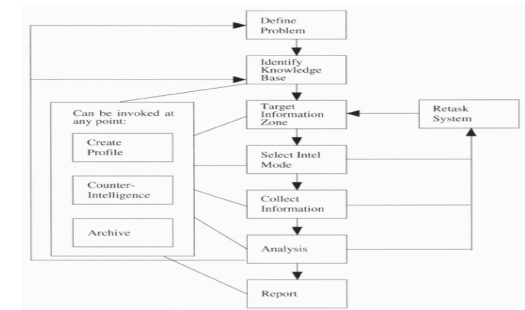 Define
Problem
Identify
Knowledge
Base
Can be invoked at
any point:
Create
Profile
Counter-
Intelligence
Archive
Target
Information
Zone
Retask
System
Select Intel
Mode
Collect
Information
Analysis
Report